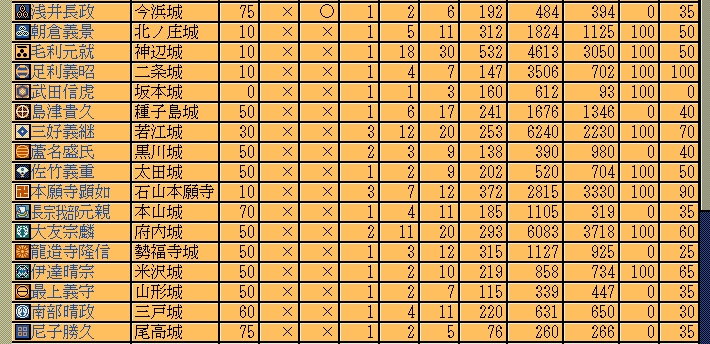 浅井長政 今浜城 75 × ○ 1 2 6 192 484 394 0 35
朝倉義景 北ノ庄城 10 × × 1 5 11 312 1824 1125 100 50
毛利元就 神辺城 10 × × 1 18 30 532 4613 3050 100 50
足利義昭 二条城 10 × × 1 4 7 147 3506 702 100 100
武田信虎 坂本城 0 × × 1 1 3 160 612 93 100 0
島津貴久 種子島城 50 × × 1 6 17 241 1676 1346 0 40
三好義継 若江城 30 × × 3 12 20 253 6240 2230 100 70
蘆名盛氏 黒川城 50 × × 2 3 9 138 390 980 0 40
佐竹義重 太田城 50 × × 1 2 9 202 520 704 100 50
本願寺顕如 石山本願寺 10 × × 3 7 12 372 2815 3330 100 90
長宗我部元親 本山城 70 × × 1 4 11 185 1105 319 0 35
大友宗麟 府内城 50 × × 2 11 20 293 6083 3718 100 60
龍造寺隆信 勢福寺城 50 × × 1 3 12 315 1127 925 0 25
伊達晴宗 米沢城 50 × × 1 2 10 219 858 734 100 65
最上義守 山形城 50 × × 1 2 7 115 339 447 0 35
南部晴政 三戸城 60 × × 1 4 11 220 631 650 0 30
尼子勝久 尾高城 75 × × 1 2 5 76 260 266 0 35